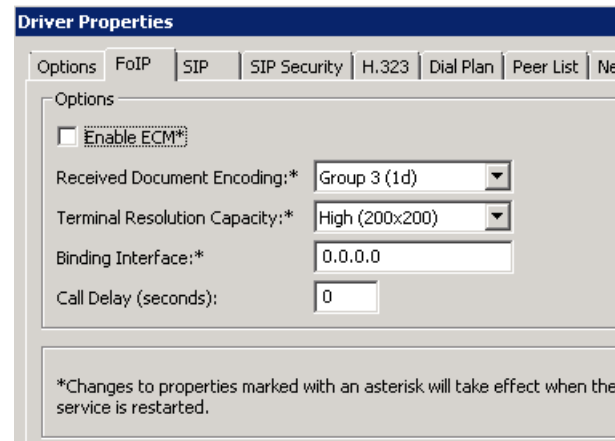 Driver Properties
Options FoIP SIP SIP Security H.323 Dial Plan Peer List Ne
Options
Enable ECM*
Received Document Encoding:* Group 3 (1d)
Terminal Resolution Capacity:* High (200x200)
Binding Interface:* 0.0.0.0
Call Delay (seconds): 0
*Changes to properties marked with an asterisk will take effect when the
service is restarted.